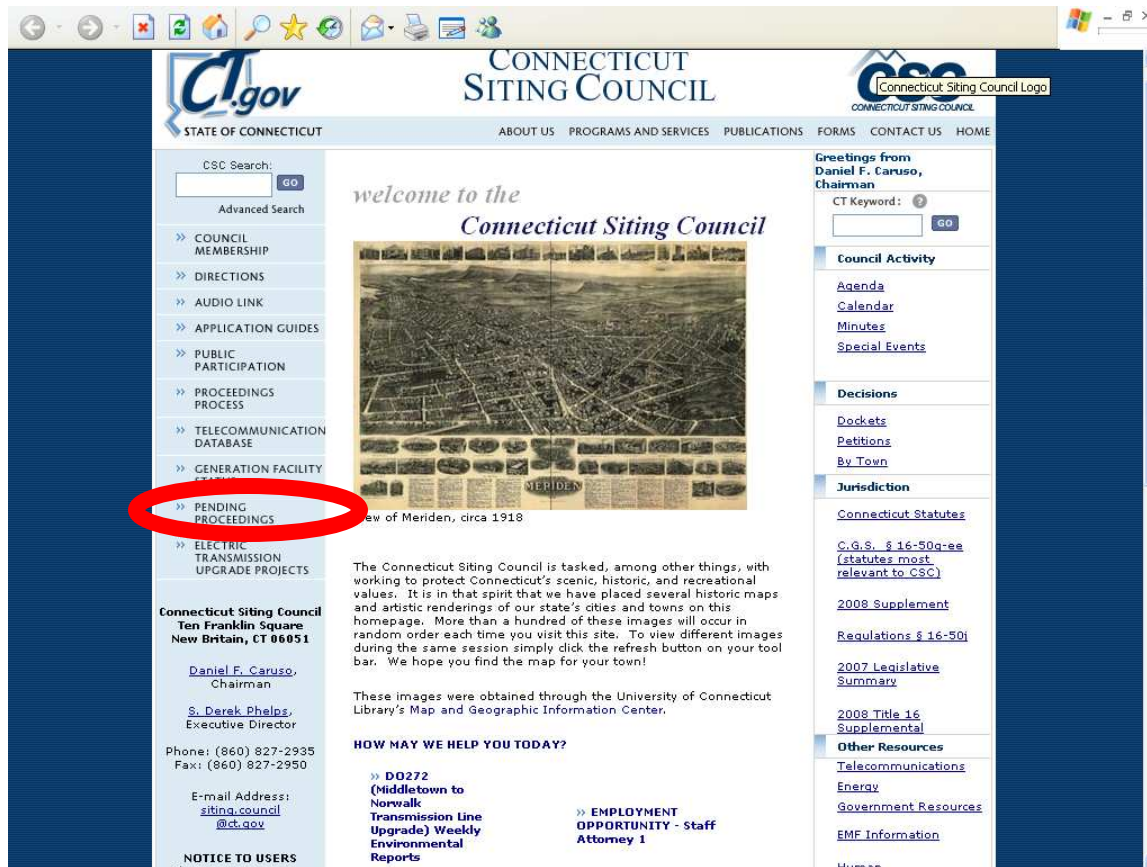 CT.gov
STATE OF CONNECTICUT
CONNECTICUT
SITING COUNCIL
CSC
Connecticut Siting Council Logo
CONNECTICUT SITING COUNCIL
ABOUT US PROGRAMS AND SERVICES PUBLICATIONS FORMS CONTACT US HOME
CSC Search:
GO
Advanced Search
» COUNCIL
MEMBERSHIP
» DIRECTIONS
» AUDIO LINK
» APPLICATION GUIDES
» PUBLIC
PARTICIPATION
» PROCEEDINGS
PROCESS
» TELECOMMUNICATION
DATABASE
» GENERATION FACILITY
STATUS
» PENDING
PROCEEDINGS
» ELECTRIC
TRANSMISSION
UPGRADE PROJECTS
Connecticut Siting Council
Ten Franklin Square
New Britain, CT 06051
Daniel F. Caruso,
Chairman
S. Derek Phelps,
Executive Director
Phone: (860) 827-2935
Fax: (860) 827-2950
E-mail Address:
siting.council
@ct.gov
NOTICE TO USERS
welcome to the
Connecticut Siting Council
MERIDEN
of Meriden, circa 1918
The Connecticut Siting Council is tasked, among other things, with
working to protect Connecticut's scenic, historic, and recreational
values. It is in that spirit that we have placed several historic maps
and artistic renderings of our state's cities and towns on this
homepage. More than a hundred of these images will occur in
random order each time you visit this site. To view different images
during the same session simply click the refresh button on your tool
bar. We hope you find the map for your town!
These images were obtained through the University of Connecticut
Library's Map and Geographic Information Center.
HOW MAY WE HELP YOU TODAY?
» DO272
(Middletown to
Norwalk
Transmission Line
Upgrade) Weekly
Environmental
Reports
» EMPLOYMENT
OPPORTUNITY - Staff
Attorney 1
Greetings from
Daniel F. Caruso,
Chairman
CT Keyword: ?
GO
Council Activity
Agenda
Calendar
Minutes
Special Events
Decisions
Dockets
Petitions
By Town
Jurisdiction
Connecticut Statutes
C.G.S. § 16-50g-ee
(statutes most
relevant to CSC)
2008 Supplement
Regulations § 16-50j
2007 Legislative
Summary
2008 Title 16
Supplemental
Other Resources
Telecommunications
Energy
Government Resources
EMF Information